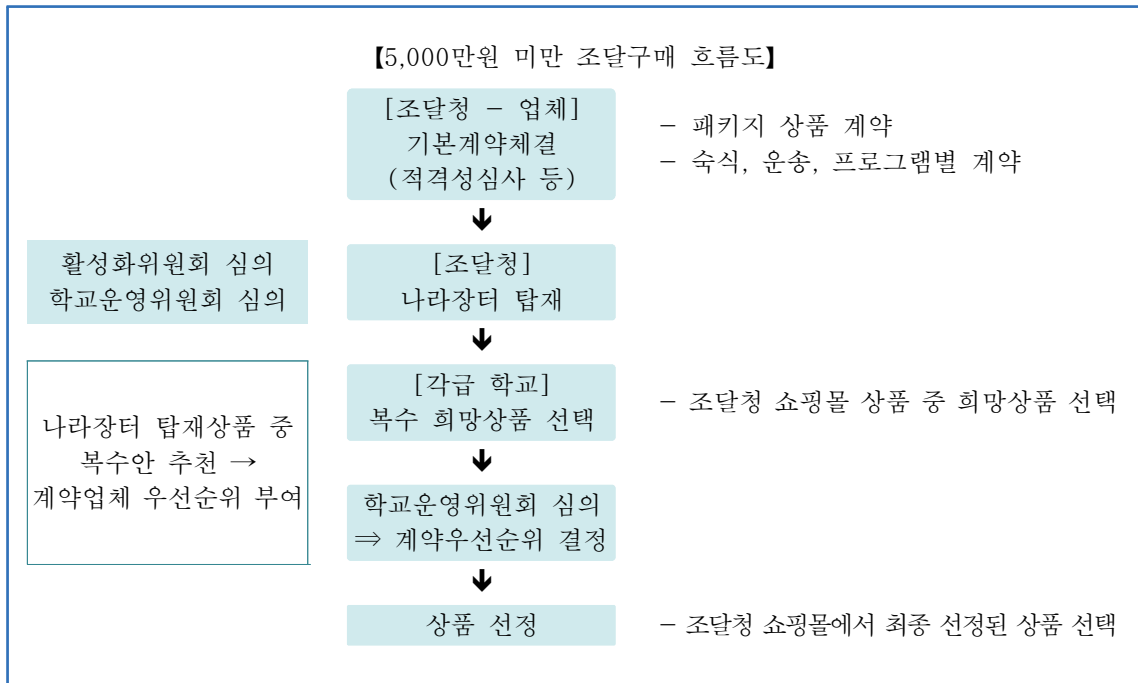 【5,000만원 미만 조달구매 흐름도】
[조달청 - 업체]
기본계약체결
(적격성심사 등)
- 패키지 상품 계약
- 숙식, 운송, 프로그램별 계약
활성화위원회 심의
학교운영위원회 심의
[조달청]
나라장터 탑재
나라장터 탑재상품 중
복수안 추천 →
계약업체 우선순위 부여
[각급 학교]
복수 희망상품 선택
- 조달청 쇼핑몰 상품 중 희망상품 선택
학교운영위원회 심의
⇒ 계약우선순위 결정
상품 선정
- 조달청 쇼핑몰에서 최종 선정된 상품 선택